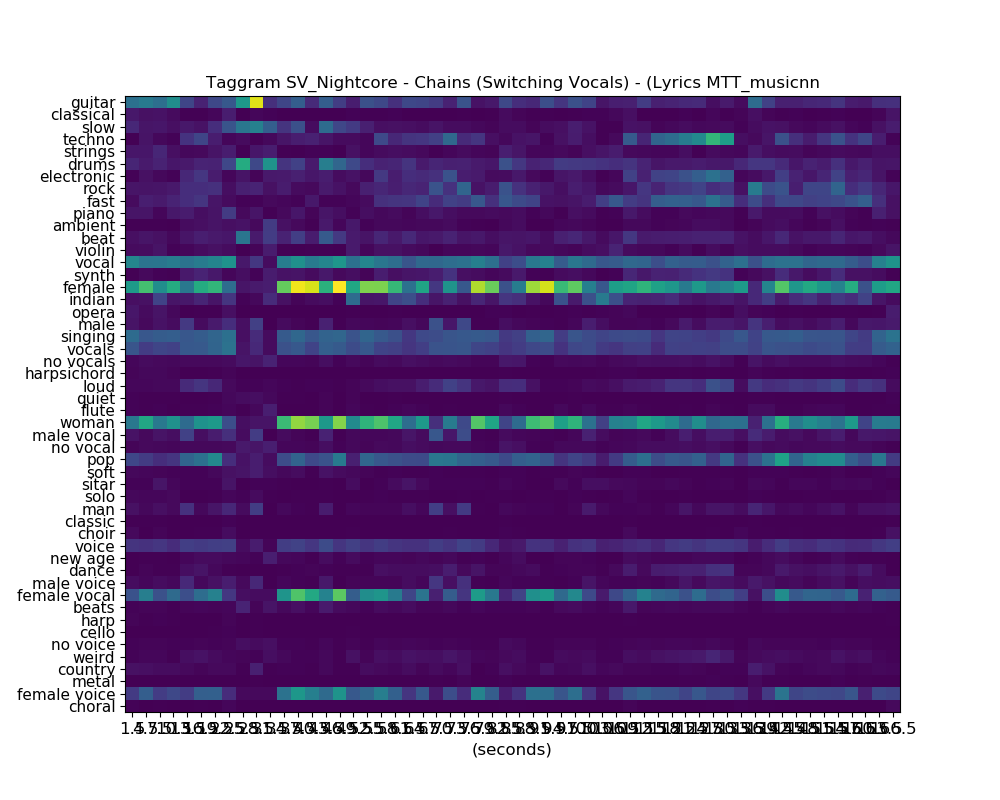 Taggram SV_Nightcore - Chains (Switching Vocals) - (Lyrics MTT_musicnn
guitar
classical
slow
techno
strings
drums
electronic
rock
fast
piano
ambient
beat
violin
vocal
synth
female
indian
opera
male
singing
vocals
no vocals
harpsichord
loud
quiet
flute
woman
male vocal
no vocal
pop
soft
sitar
solo
man
classic
choir
voice
new age
dance
male voice
female vocal
beats
harp
cello
no voice
weird
country
metal
female voice
choral
(seconds)